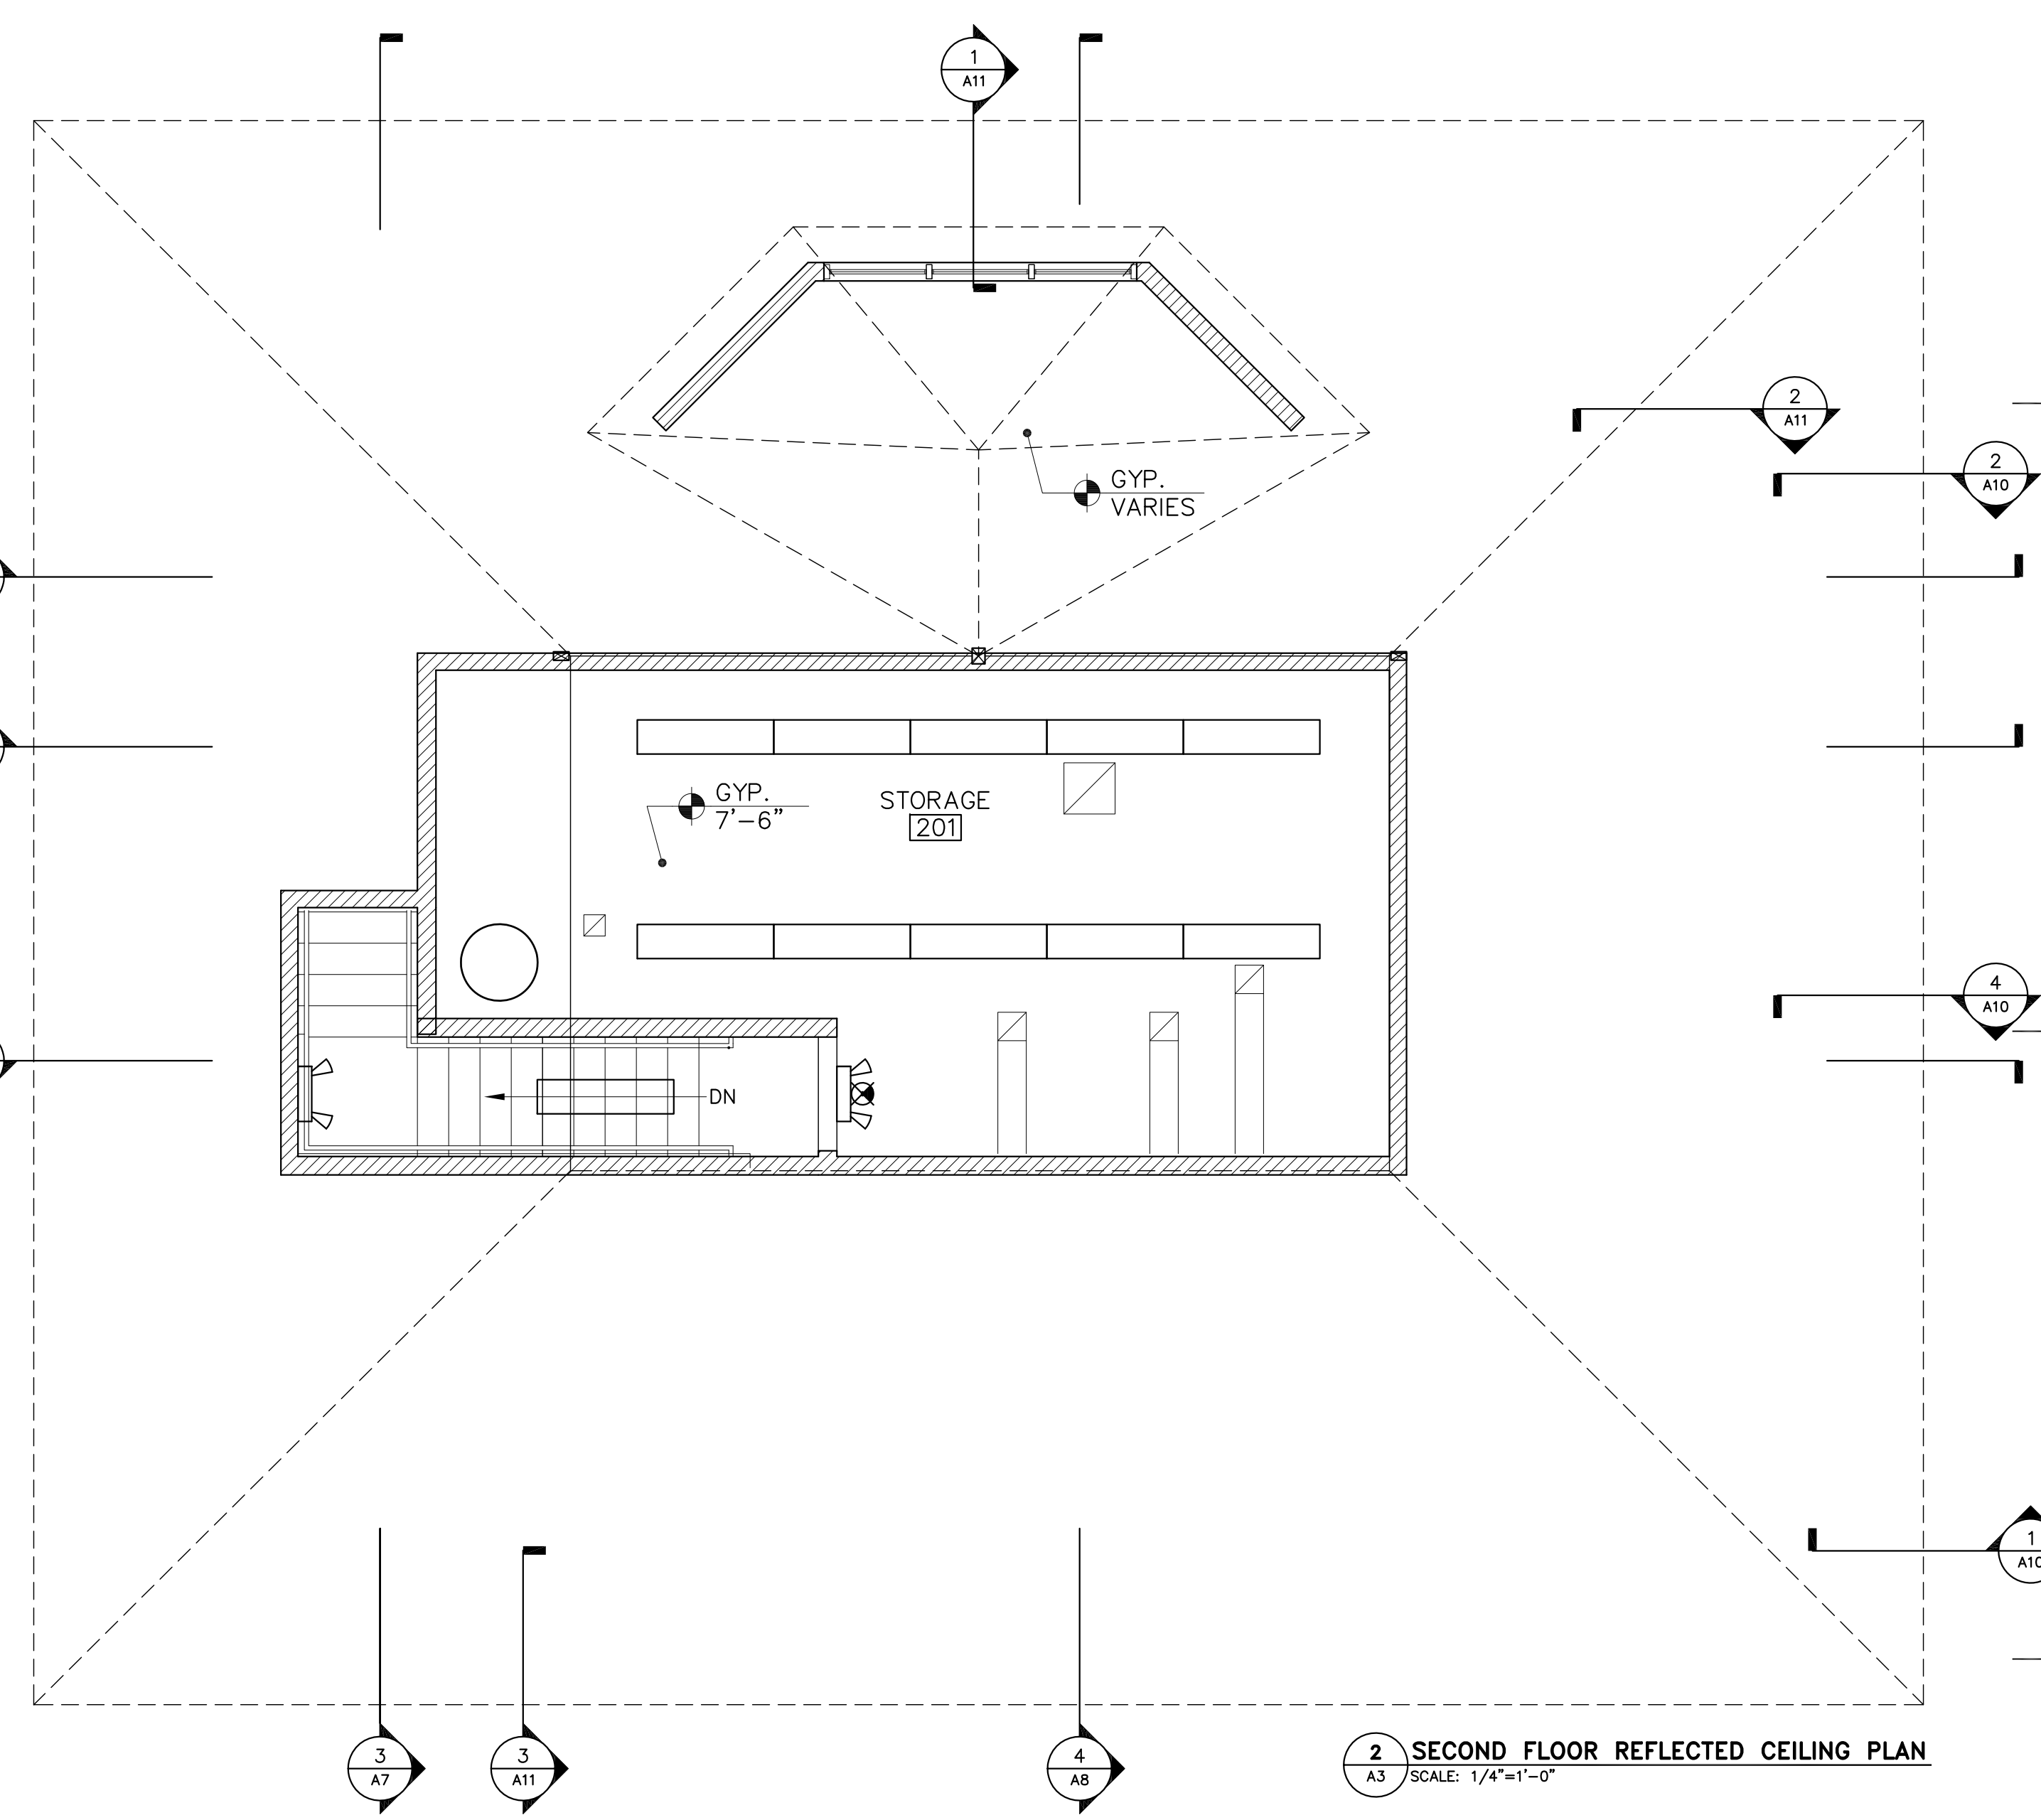 1
A11
2
A11
2
A10
GYP.
VARIES
GYP.
7'-6"
STORAGE
201
4
A10
DN
1
A10
3
A7
3
A11
4
A8
2
A3
SECOND FLOOR REFLECTED CEILING PLAN
SCALE: 1/4"=1'-0"